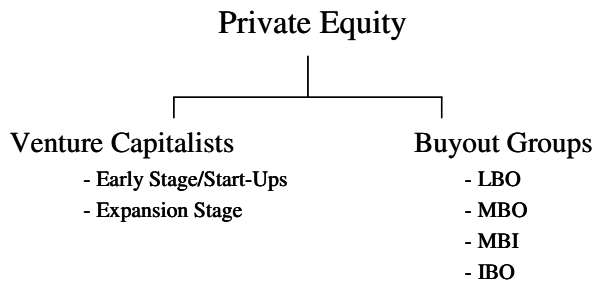 Private Equity
Venture Capitalists
- Early Stage/Start-Ups
- Expansion Stage
Buyout Groups
- LBO
- MBO
- MBI
- IBO